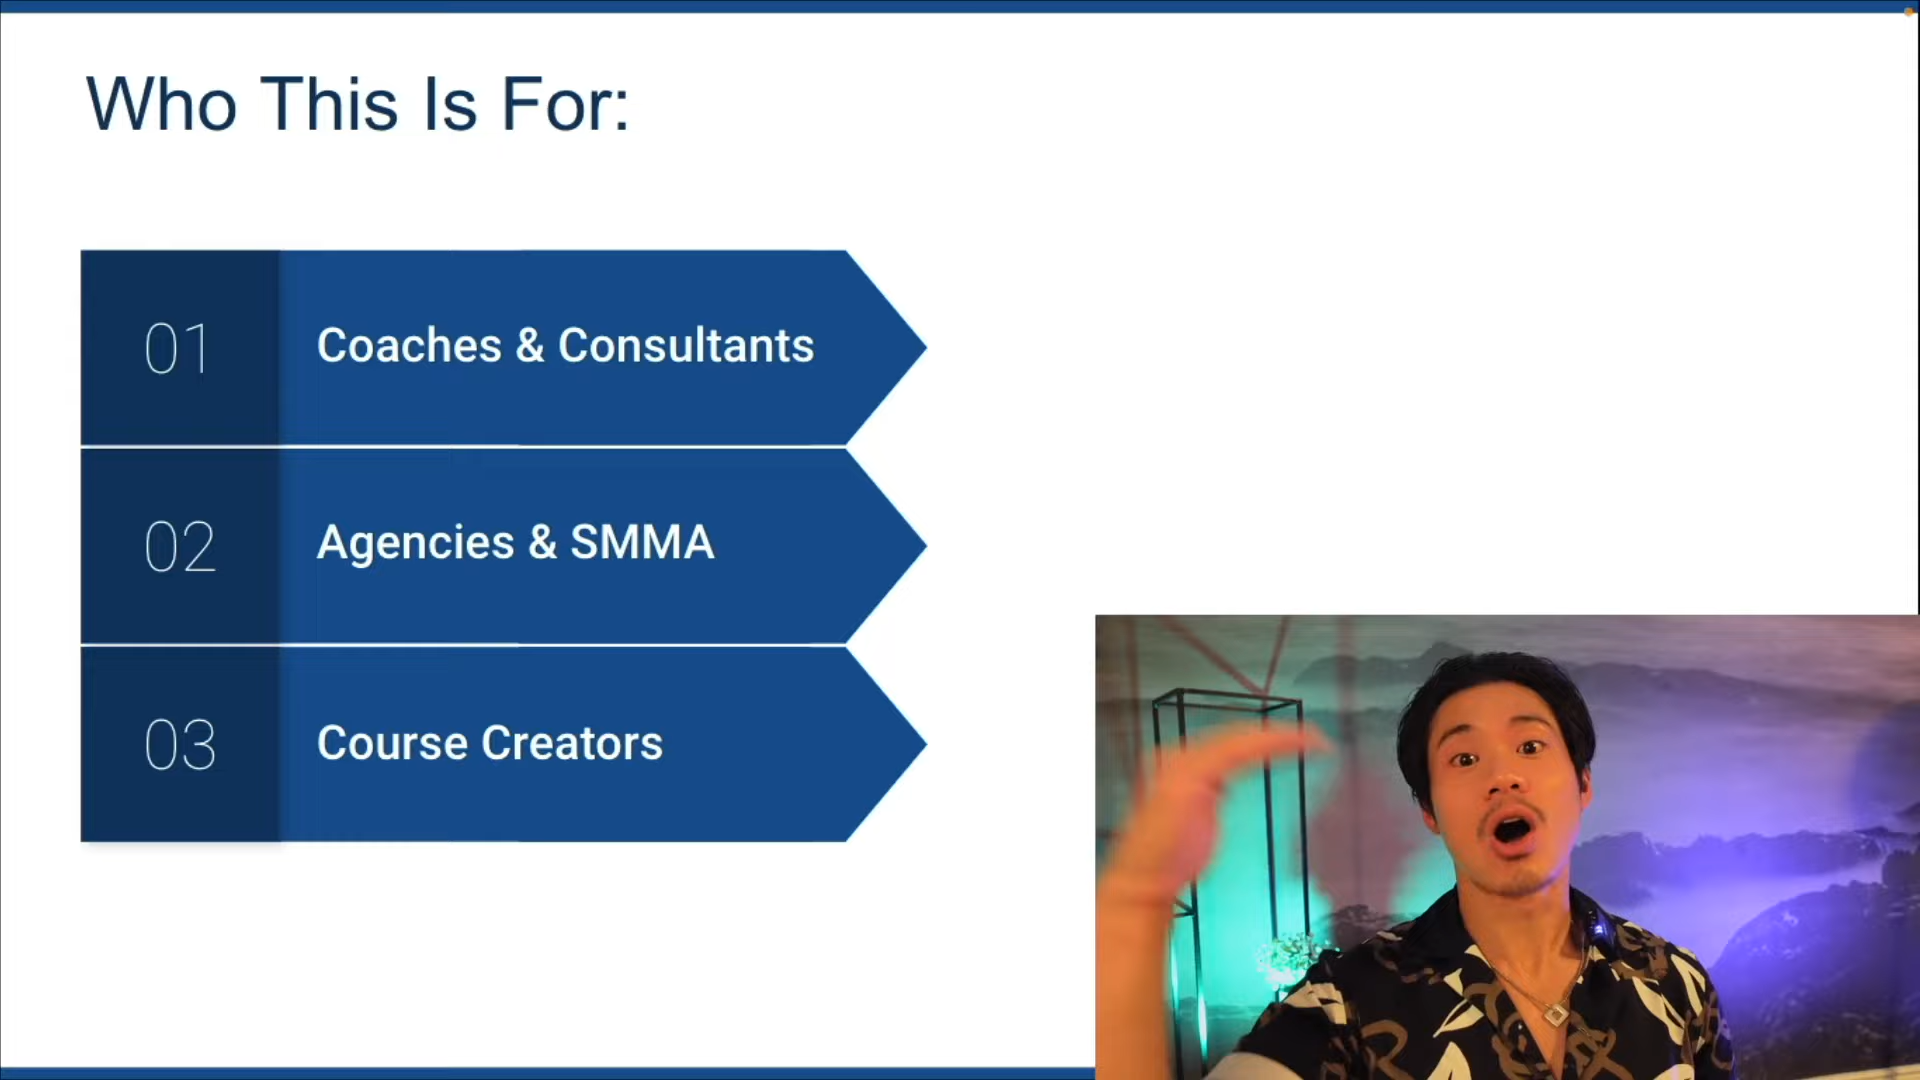 Who This Is For:
01
Coaches & Consultants
02
Agencies & SMMA
03
Course Creators